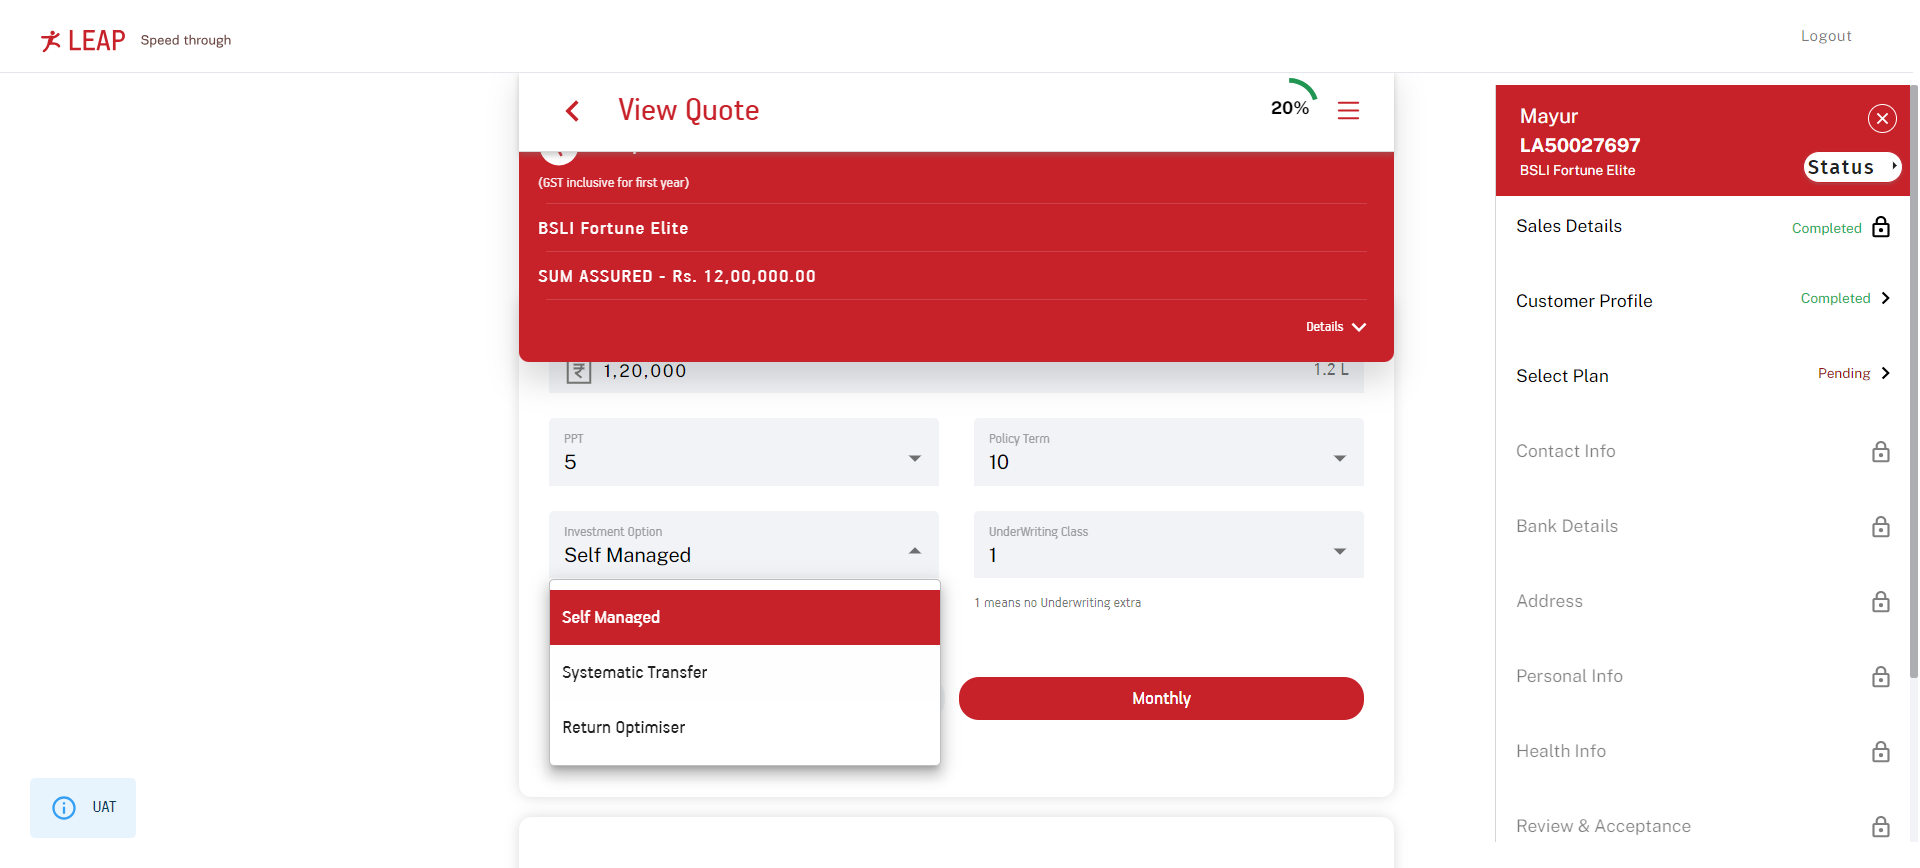 LEAP Speed through
Logout
View Quote
20%
(GST inclusive for first year)
BSLI Fortune Elite
SUM ASSURED - Rs. 12,00,000.00
Details
₹ 1,20,000
1.2 L
PPT
5
Policy Term
10
Investment Option
Self Managed
UnderWriting Class
1
Self Managed
Systematic Transfer
Return Optimiser
1 means no Underwriting extra
Monthly
Mayur
LA50027697
BSLI Fortune Elite
Status
Sales Details Completed
Customer Profile Completed
Select Plan Pending
Contact Info
Bank Details
Address
Personal Info
Health Info
Review & Acceptance
UAT